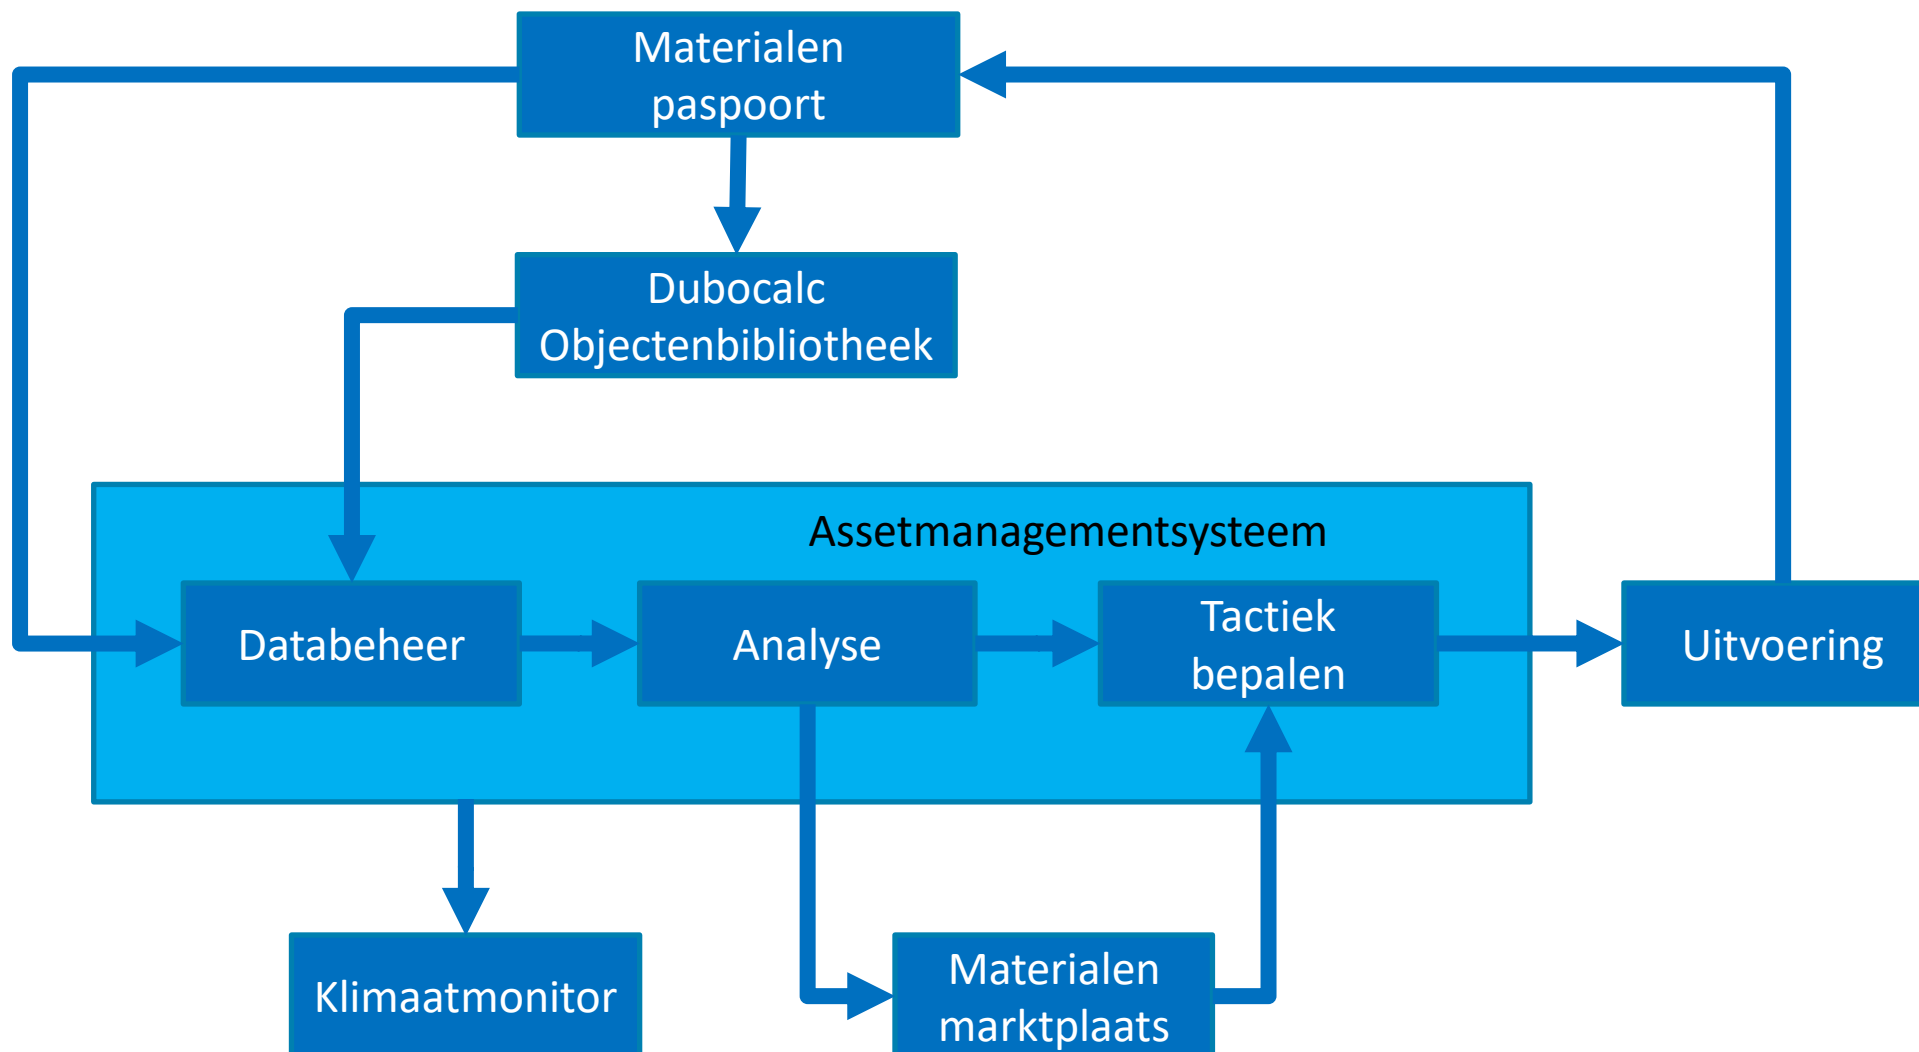 Materialen
paspoort
Dubocalc
Objectenbibliotheek
Assetmanagementsysteem
Databeheer
Analyse
Tactiek
bepalen
Uitvoering
Klimaatmonitor
Materialen
marktplaats